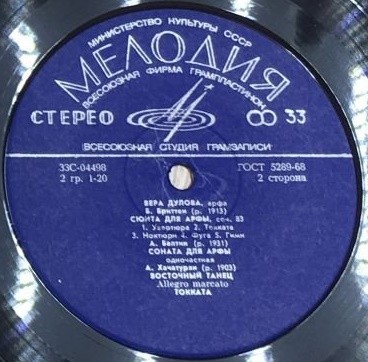 МИНИСТЕРСТВО КУЛЬТУРЫ СССР
МЕЛОДИЯ
ВСЕСОЮЗНАЯ ФИРМА ГРАМПЛАСТИНОК
СТЕРЕО 33
ВСЕСОЮЗНАЯ СТУДИЯ ГРАМЗАПИСИ
33С-04498 ГОСТ 5289-68
2 гр. 1-20 2 сторона
ВЕРА ДУЛОВА, арфа
Б. Бриттен (р. 1913)
СЮИТА ДЛЯ АРФЫ, соч. 83
1. Увертюра 2. Токката
3. Ноктюрн 4. Фуга 5. Гимн
А. Балтин (р. 1931)
СОНАТА ДЛЯ АРФЫ
одночастная
А. Хачатурян (р. 1903)
ВОСТОЧНЫЙ ТАНЕЦ
Allegro marcato
ТОККАТА